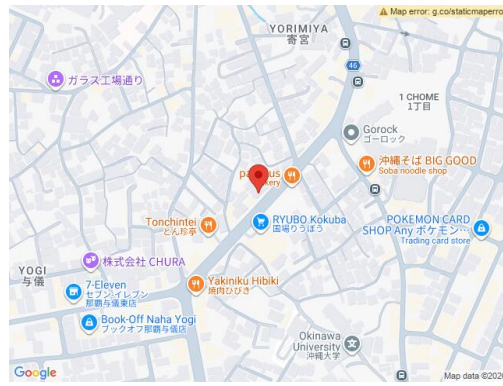 Map error: g.co/staticmaperro
YORIMIYA
寄宮
46
ガラス工場通り
1 CHOME
1丁目
Gorock
ゴーロック
沖縄そば BIG GOOD
Soba noodle shop
Tonchintei
とん珍亭
RYUBO Kokuba
国場りうぼう
POKEMON CARD
SHOP Any ポケモン…
Trading card store
株式会社 CHURA
YOGI
与儀
7-Eleven
セブン-イレブン
那覇与儀東店
Yakiniku Hibiki
焼肉ひびき
Book-Off Naha Yogi
ブックオフ那覇与儀店
Okinawa
University
沖縄大学
Google
Map data ©202